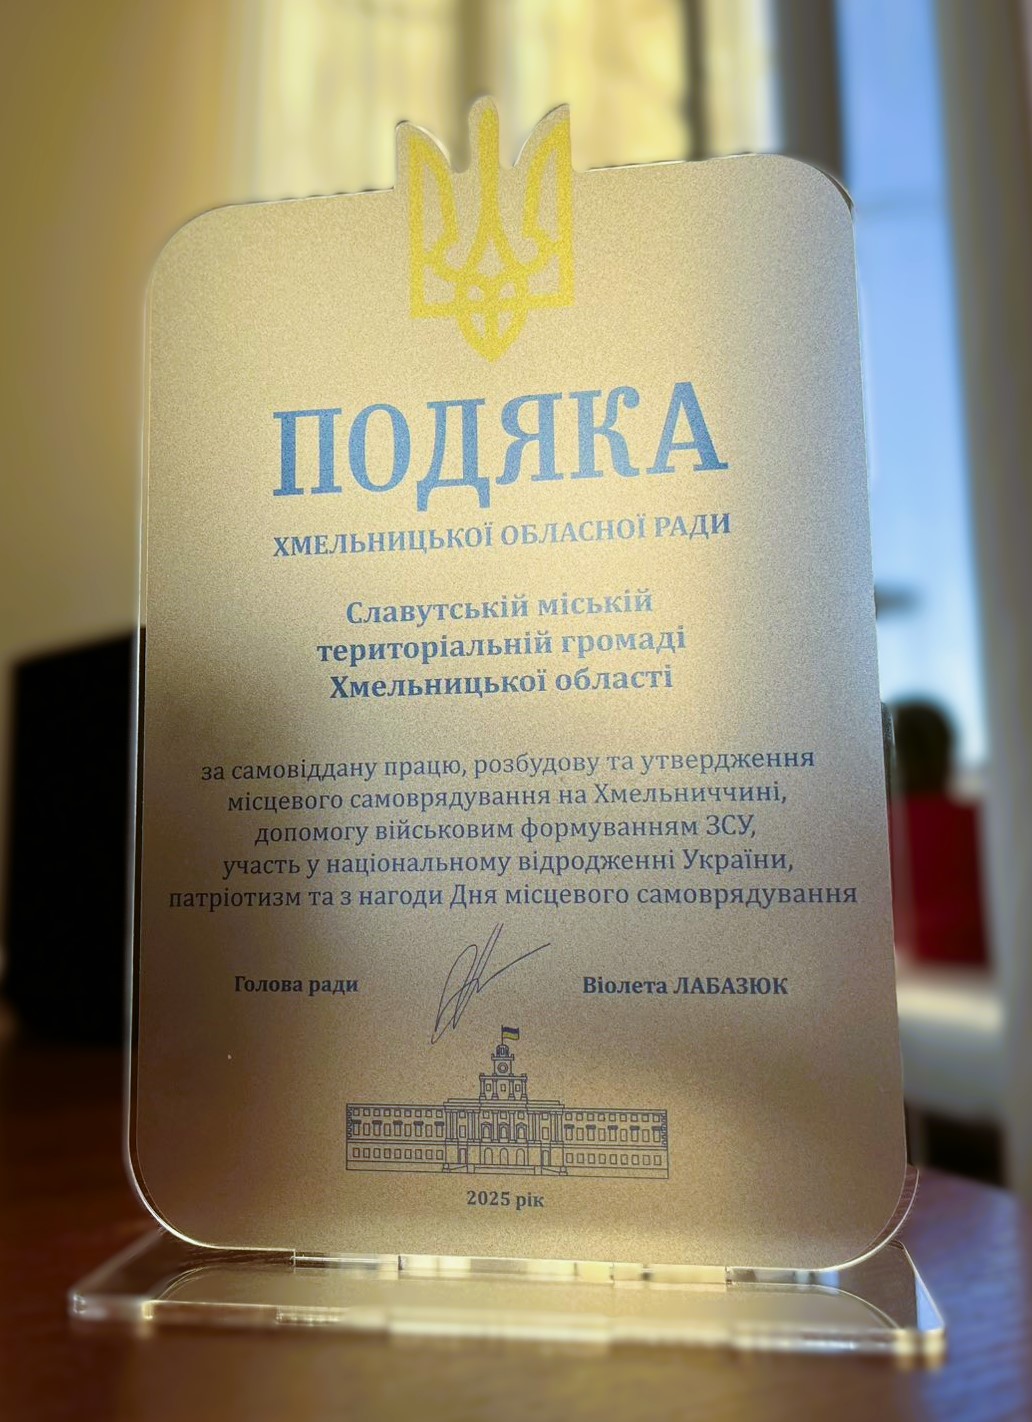 ПОДЯКА
ХМЕЛЬНИЦЬКОЇ ОБЛАСНОЇ РАДИ
Славутській міській
територіальній громаді
Хмельницької області
за самовіддану працю, розбудову та утвердження
місцевого самоврядування на Хмельниччині,
допомогу військовим формуванням ЗСУ,
участь у національному відродженні України,
патріотизм та з нагоди Дня місцевого самоврядування
Голова ради Віолета ЛАБАЗЮК
2025 рік